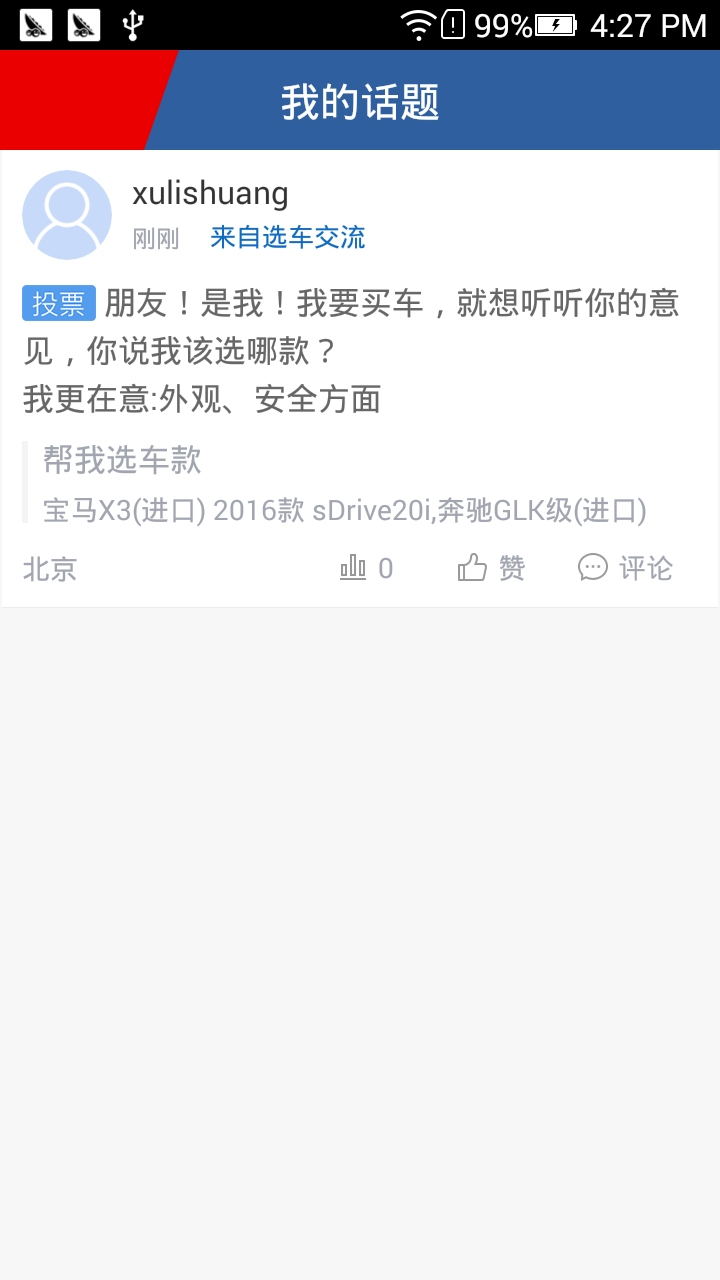 99% 4:27 PM
我的话题
xulishuang
刚刚 来自选车交流
投票 朋友！是我！我要买车，就想听听你的意
见，你说我该选哪款？
我更在意:外观、安全方面
帮我选车款
宝马X3(进口) 2016款 sDrive20i,奔驰GLK级(进口)
北京 0 赞 评论